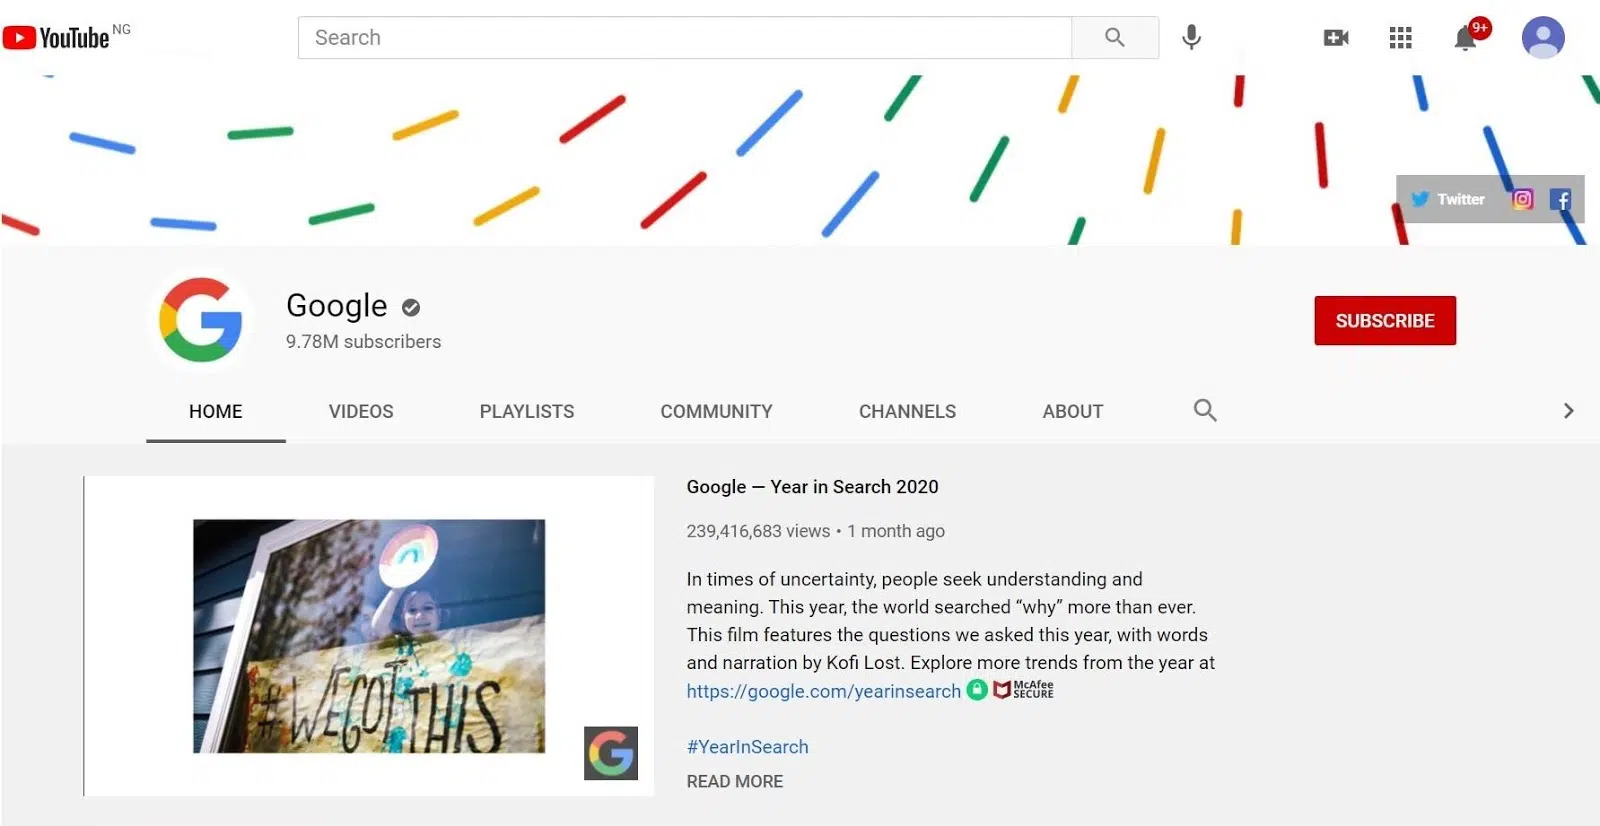 YouTube NG
Search
9+
Twitter
Google
9.78M subscribers
SUBSCRIBE
HOME VIDEOS PLAYLISTS COMMUNITY CHANNELS ABOUT
#WEGOTTHIS
G
Google — Year in Search 2020
239,416,683 views • 1 month ago
In times of uncertainty, people seek understanding and
meaning. This year, the world searched “why” more than ever.
This film features the questions we asked this year, with words
and narration by Kofi Lost. Explore more trends from the year at
https://google.com/yearinsearch McAfee SECURE
#YearInSearch
READ MORE